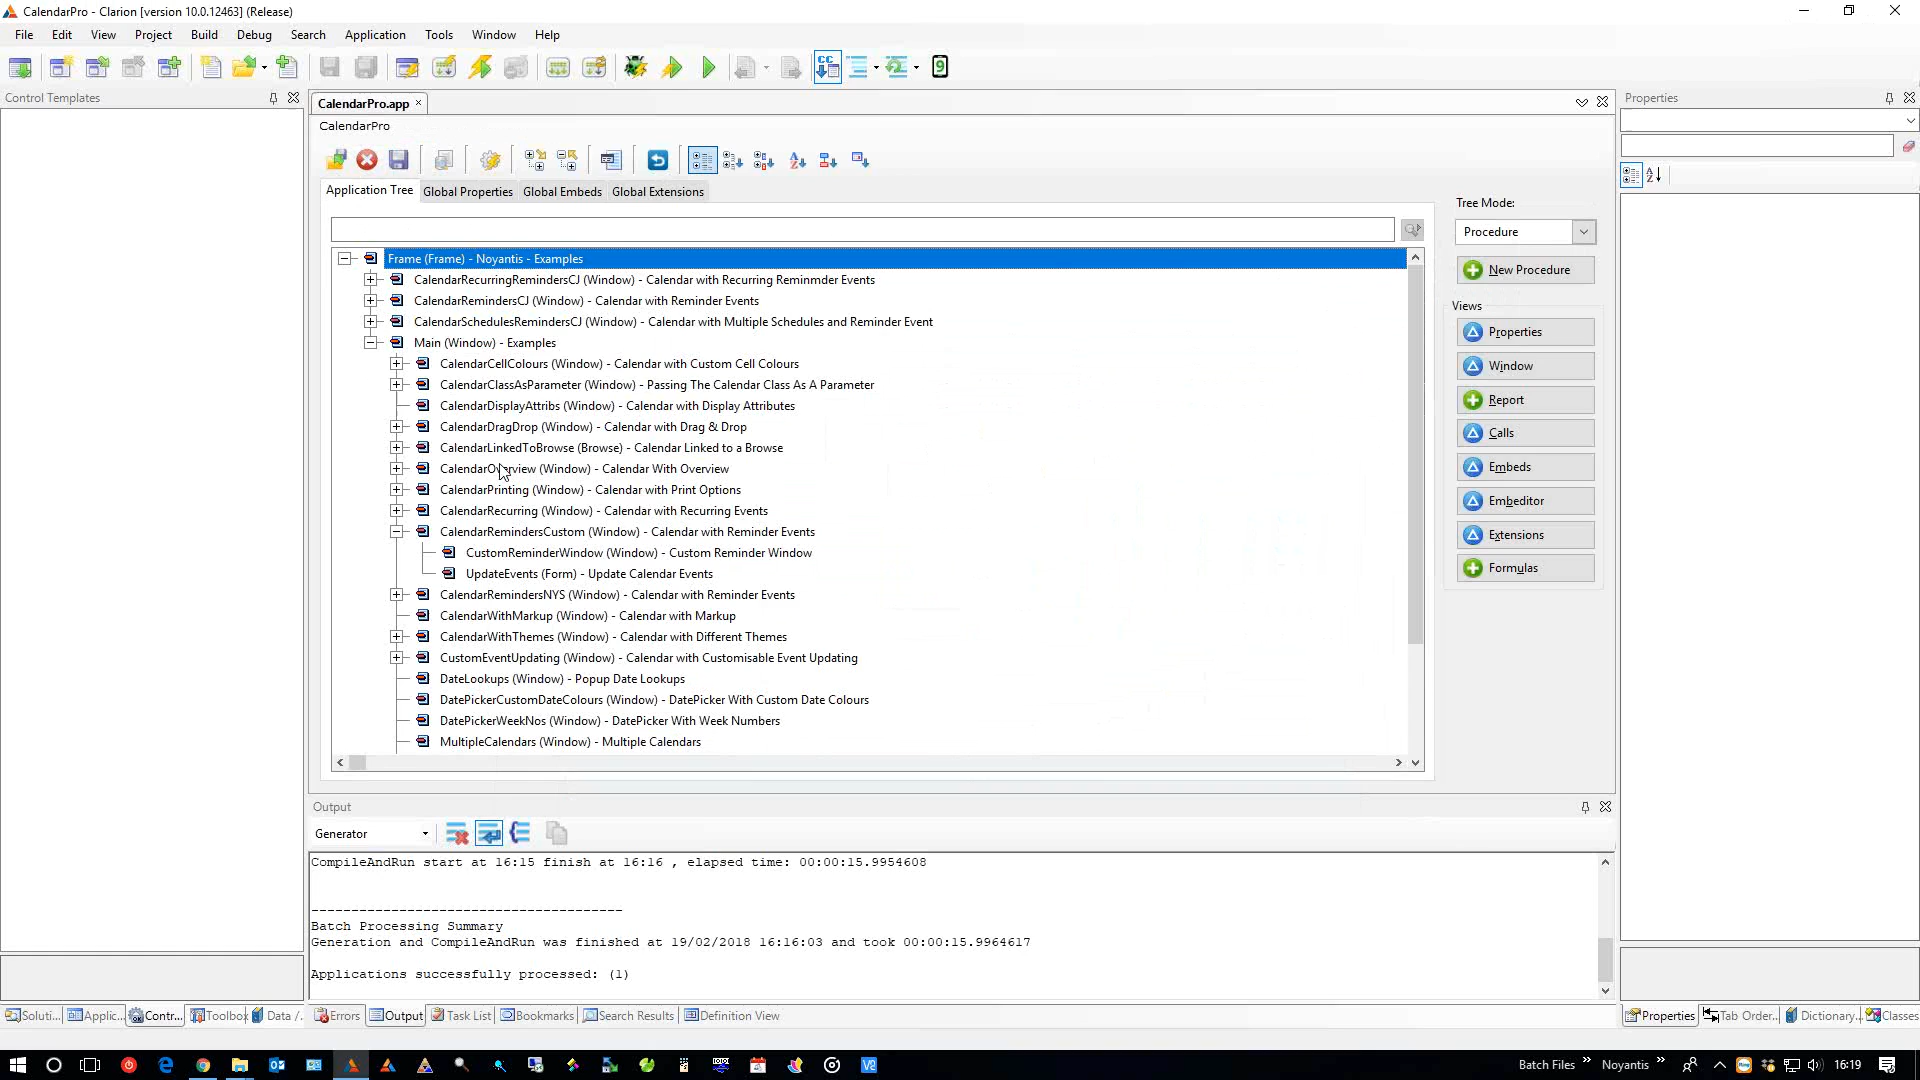 CalendarPro - Clarion [version 10.0.12463] (Release)
File Edit View Project Build Debug Search Application Tools Window Help
Control Templates
CalendarPro.app
Properties
CalendarPro
Application Tree Global Properties Global Embeds Global Extensions
Tree Mode:
Procedure
New Procedure
Views
Properties
Window
Report
Calls
Embeds
Embeditor
Extensions
Formulas
Frame (Frame) - Noyantis - Examples
CalendarRecurringRemindersCJ (Window) - Calendar with Recurring Reminmder Events
CalendarRemindersCJ (Window) - Calendar with Reminder Events
CalendarSchedulesRemindersCJ (Window) - Calendar with Multiple Schedules and Reminder Event
Main (Window) - Examples
CalendarCellColours (Window) - Calendar with Custom Cell Colours
CalendarClassAsParameter (Window) - Passing The Calendar Class As A Parameter
CalendarDisplayAttribs (Window) - Calendar with Display Attributes
CalendarDragDrop (Window) - Calendar with Drag & Drop
CalendarLinkedToBrowse (Browse) - Calendar Linked to a Browse
CalendarOverview (Window) - Calendar With Overview
CalendarPrinting (Window) - Calendar with Print Options
CalendarRecurring (Window) - Calendar with Recurring Events
CalendarRemindersCustom (Window) - Calendar with Reminder Events
CustomReminderWindow (Window) - Custom Reminder Window
UpdateEvents (Form) - Update Calendar Events
CalendarRemindersNYS (Window) - Calendar with Reminder Events
CalendarWithMarkup (Window) - Calendar with Markup
CalendarWithThemes (Window) - Calendar with Different Themes
CustomEventUpdating (Window) - Calendar with Customisable Event Updating
DateLookups (Window) - Popup Date Lookups
DatePickerCustomDateColours (Window) - DatePicker With Custom Date Colours
DatePickerWeekNos (Window) - DatePicker With Week Numbers
MultipleCalendars (Window) - Multiple Calendars
Output
Generator
CompileAndRun start at 16:15 finish at 16:16 , elapsed time: 00:00:15.9954608
---------------------------------------
Batch Processing Summary
Generation and CompileAndRun was finished at 19/02/2018 16:16:03 and took 00:00:15.9964617
Applications successfully processed: (1)
Soluti... Applic... Contr... Toolbox Data /... Errors Output Task List Bookmarks Search Results Definition View Properties Tab Order... Dictionary... Classes
Batch Files » Noyantis » 16:19